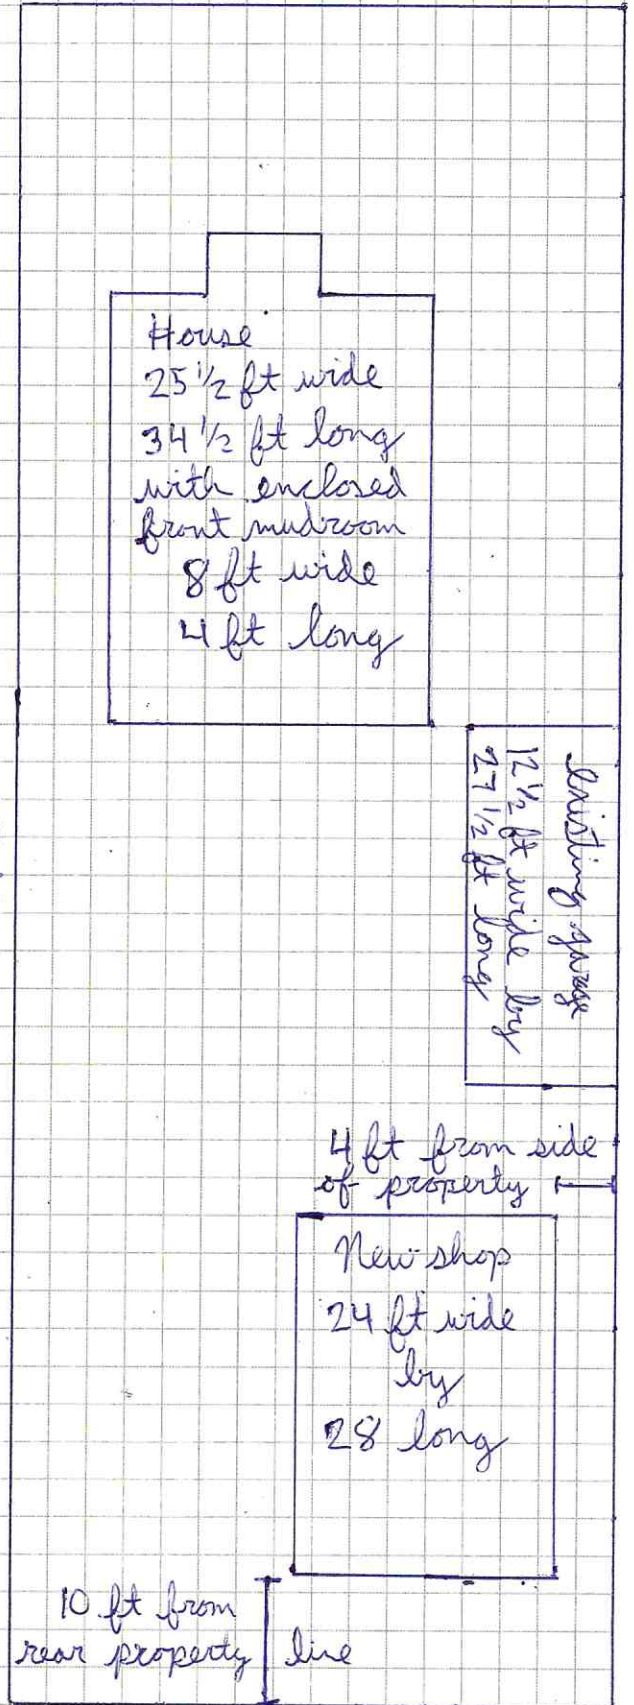 House
25 1/2 ft wide
34 1/2 ft long
with enclosed
front mudroom
8 ft wide
4 ft long
existing garage
12 1/2 ft wide by
27 1/2 ft long
4 ft from side
of property
New shop
24 ft wide
by
28 long
10 ft from
rear property line